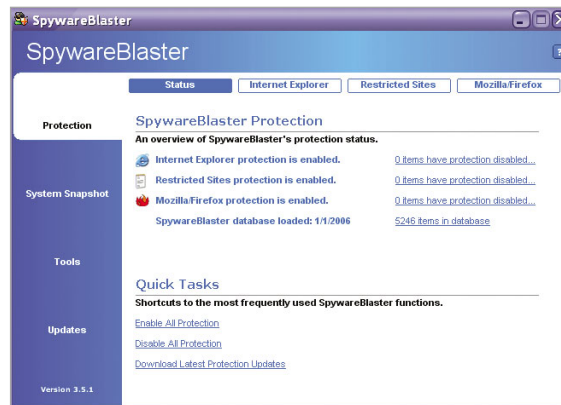 SpywareBlaster
SpywareBlaster
?
Status Internet Explorer Restricted Sites Mozilla/Firefox
Protection
System Snapshot
Tools
Updates
Version 3.5.1
SpywareBlaster Protection
An overview of SpywareBlaster's protection status.
Internet Explorer protection is enabled. 0 items have protection disabled...
Restricted Sites protection is enabled. 0 items have protection disabled...
Mozilla/Firefox protection is enabled. 0 items have protection disabled...
SpywareBlaster database loaded: 1/1/2006 5246 items in database
Quick Tasks
Shortcuts to the most frequently used SpywareBlaster functions.
Enable All Protection
Disable All Protection
Download Latest Protection Updates